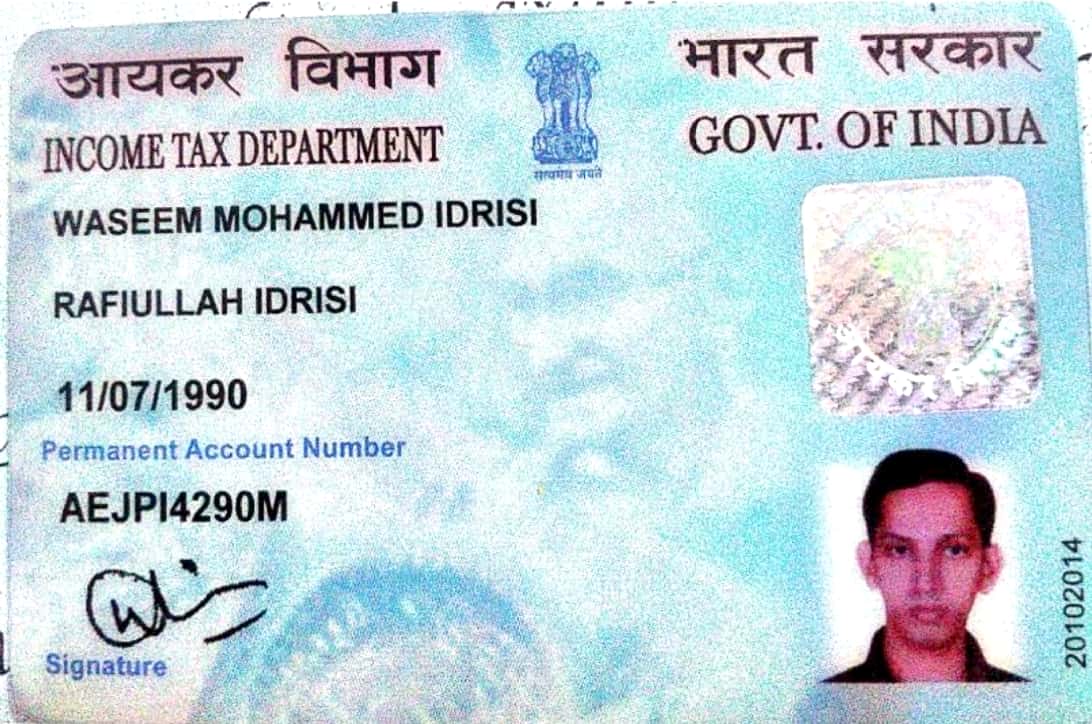 आयकर विभाग
भारत सरकार
INCOME TAX DEPARTMENT
GOVT. OF INDIA
सत्यमेव जयते
WASEEM MOHAMMED IDRISI
RAFIULLAH IDRISI
11/07/1990
Permanent Account Number
AEJPI4290M
Signature
20102014